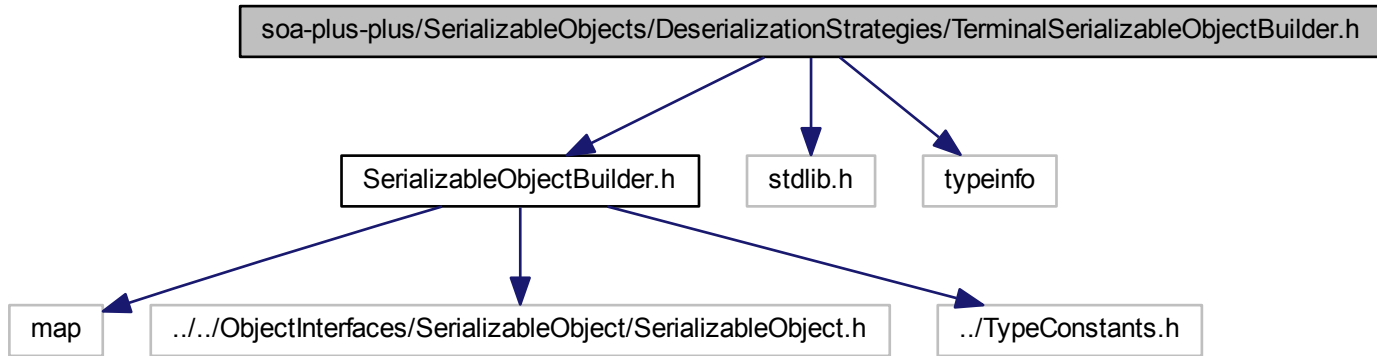 soa-plus-plus/SerializableObjects/DeserializationStrategies/TerminalSerializableObjectBuilder.h
SerializableObjectBuilder.h
stdlib.h
typeinfo
map
../../ObjectInterfaces/SerializableObject/SerializableObject.h
../TypeConstants.h